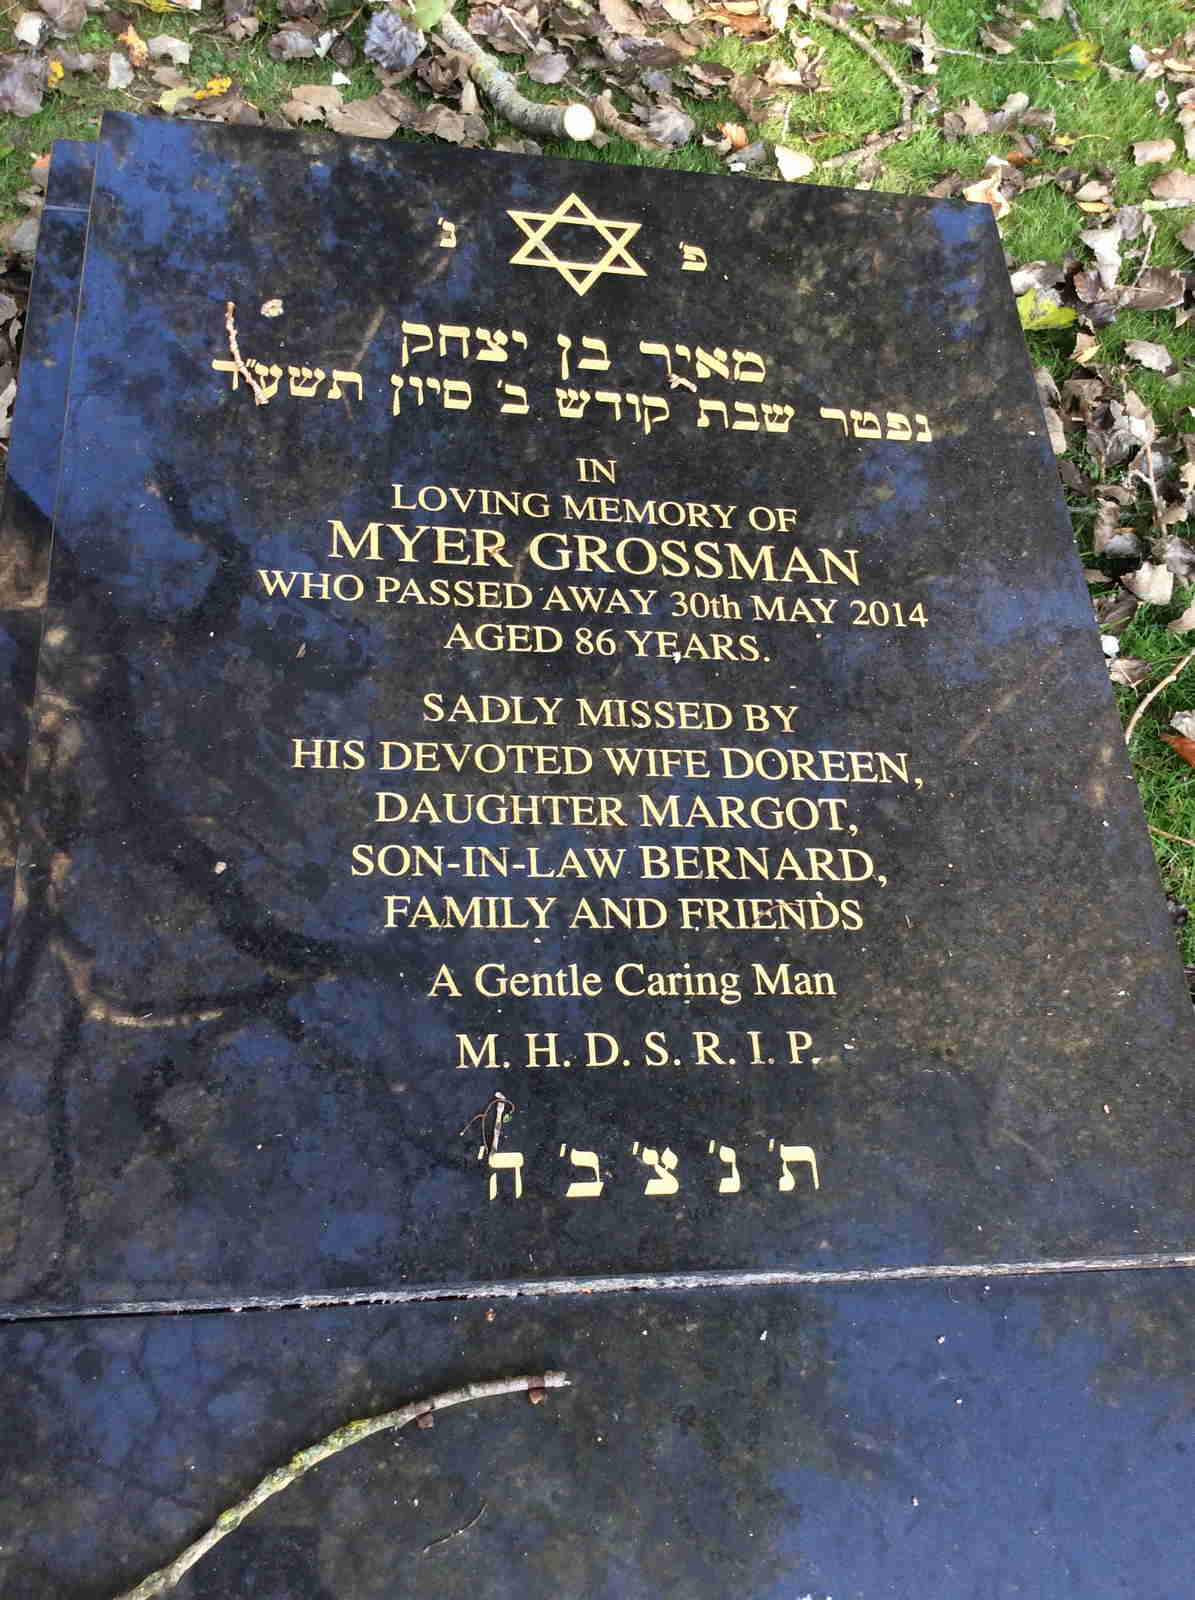 פ' נ'
מאיר בן יצחק
נפטר שבת קודש ב' סיון תשע"ד
IN
LOVING MEMORY OF
MYER GROSSMAN
WHO PASSED AWAY 30th MAY 2014
AGED 86 YEARS.
SADLY MISSED BY
HIS DEVOTED WIFE DOREEN,
DAUGHTER MARGOT,
SON-IN-LAW BERNARD,
FAMILY AND FRIENDS
A Gentle Caring Man
M. H. D. S. R. I. P.
ת' נ' צ' ב' ה'